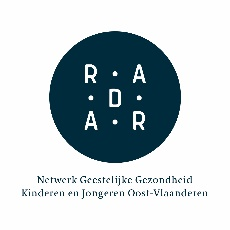 R · A
· D ·
A · R
Netwerk Geestelijke Gezondheid
Kinderen en Jongeren Oost-Vlaanderen